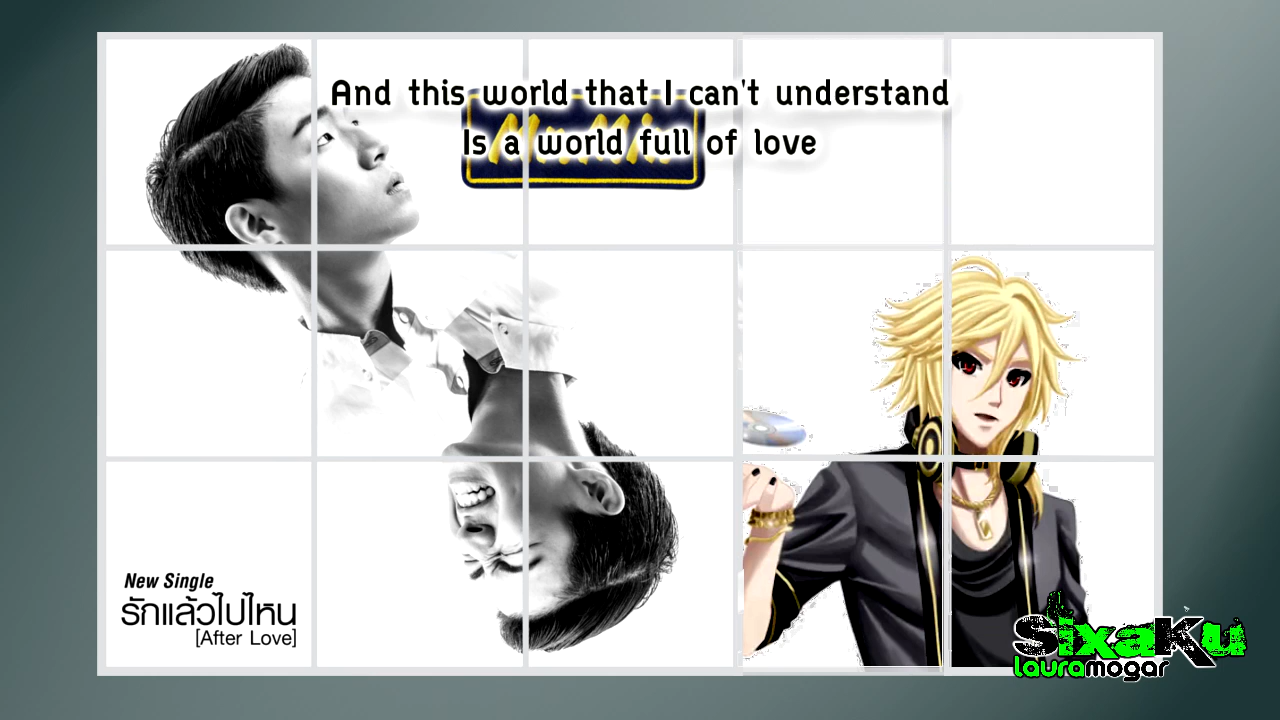 And this world that I can't understand
Is a world full of love
New Single
รักแล้วไปไหน
[After Love]
SixaKu
lauramogar